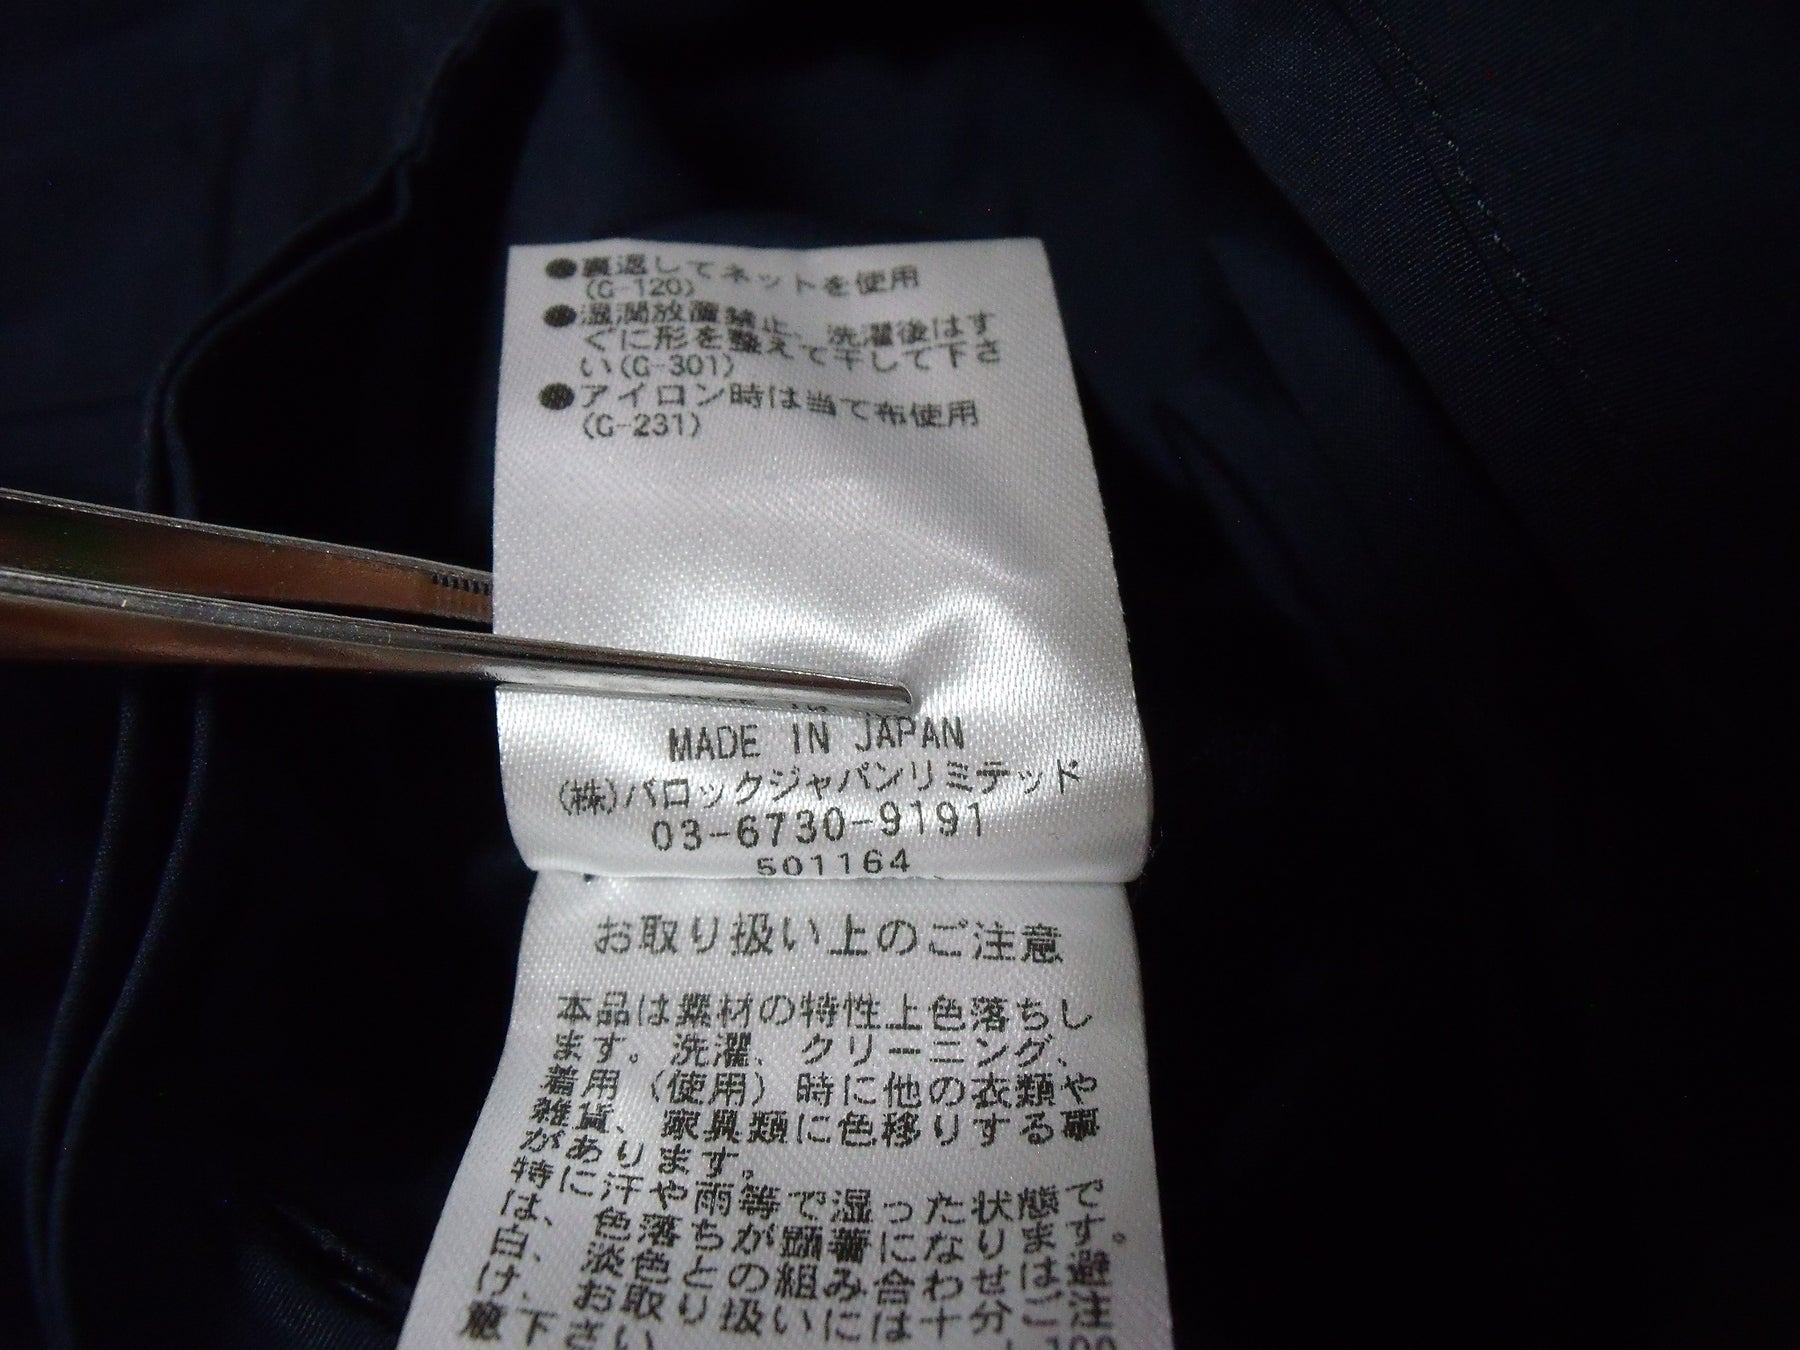 ●裏返してネットを使用
(G-120)
●湿潤放置禁止、洗濯後はす
ぐに形を整えて干して下さ
い(G-301)
●アイロン時は当て布使用
(G-231)
MADE IN JAPAN
(株)バロックジャパンリミテッド
03-6730-9191
501164
お取り扱い上のご注意
本品は素材の特性上色落ちし
ます。洗濯、クリーニング、
着用（使用）時に他の衣類や
雑貨、家具類に色移りする事
があります。
特に汗や雨等で湿った状態で
は、色落ちが顕著になります。
白、淡色との組み合わせは避
け、お取り扱いには十分ご注
意下さい。